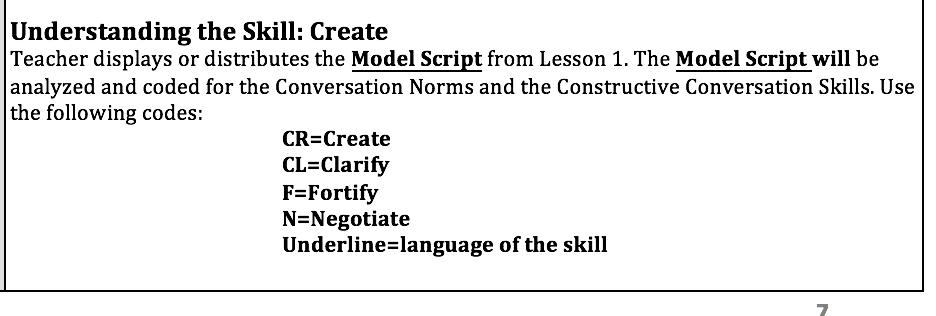 Understanding the Skill: Create
Teacher displays or distributes the Model Script from Lesson 1. The Model Script will be
analyzed and coded for the Conversation Norms and the Constructive Conversation Skills. Use
the following codes:
CR=Create
CL=Clarify
F=Fortify
N=Negotiate
Underline=language of the skill
7